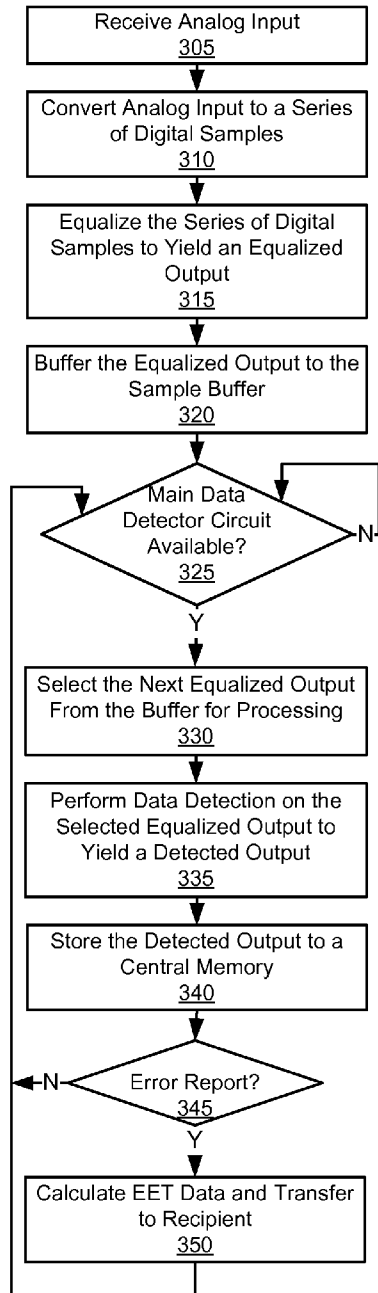 Receive Analog Input
305
Convert Analog Input to a Series
of Digital Samples
310
Equalize the Series of Digital
Samples to Yield an Equalized
Output
315
Buffer the Equalized Output to the
Sample Buffer
320
Main Data
Detector Circuit
Available?
325
N
Y
Select the Next Equalized Output
From the Buffer for Processing
330
Perform Data Detection on the
Selected Equalized Output to
Yield a Detected Output
335
Store the Detected Output to a
Central Memory
340
N
Error Report?
345
Y
Calculate EET Data and Transfer
to Recipient
350